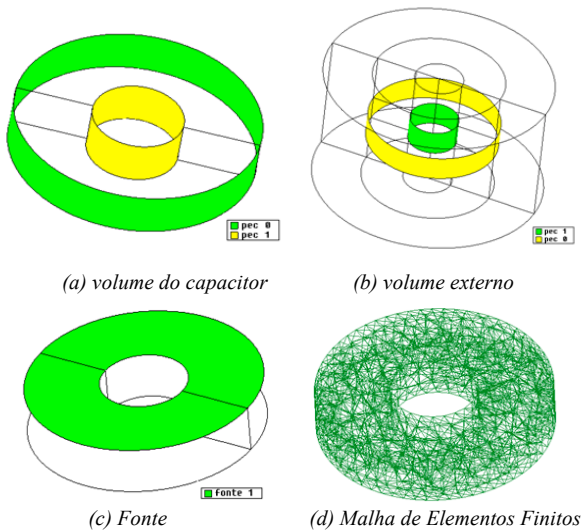 pec 0
pec 1
(a) volume do capacitor
pec 1
pec 0
(b) volume externo
fonte 1
(c) Fonte
(d) Malha de Elementos Finitos